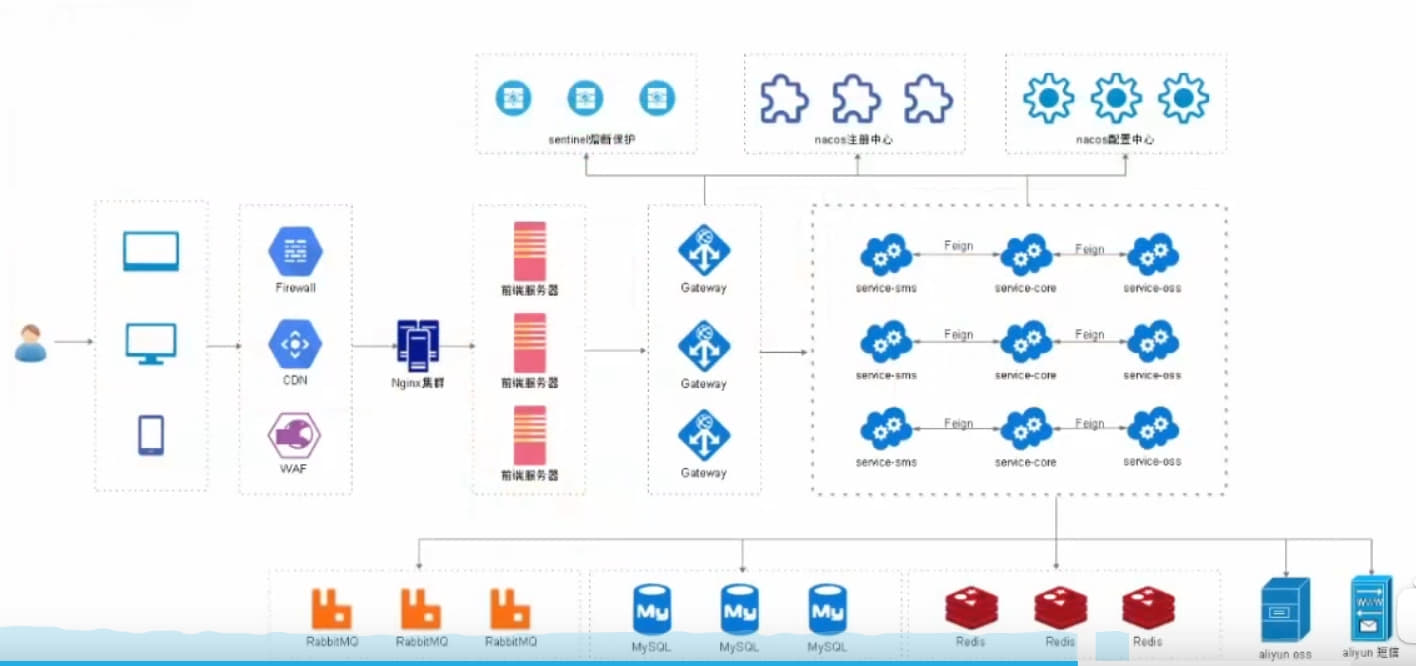 sentinel熔断保护
nacos注册中心
nacos配置中心
Firewall
CDN
WAF
Nginx集群
前端服务器
前端服务器
前端服务器
Gateway
Gateway
Gateway
Feign
Feign
service-sms
service-core
service-oss
Feign
Feign
service-sms
service-core
service-oss
Feign
Feign
service-sms
service-core
service-oss
RabbitMQ
RabbitMQ
RabbitMQ
My
MySQL
My
MySQL
My
MySQL
Redis
Redis
Redis
aliyun oss
WWW
aliyun 短信